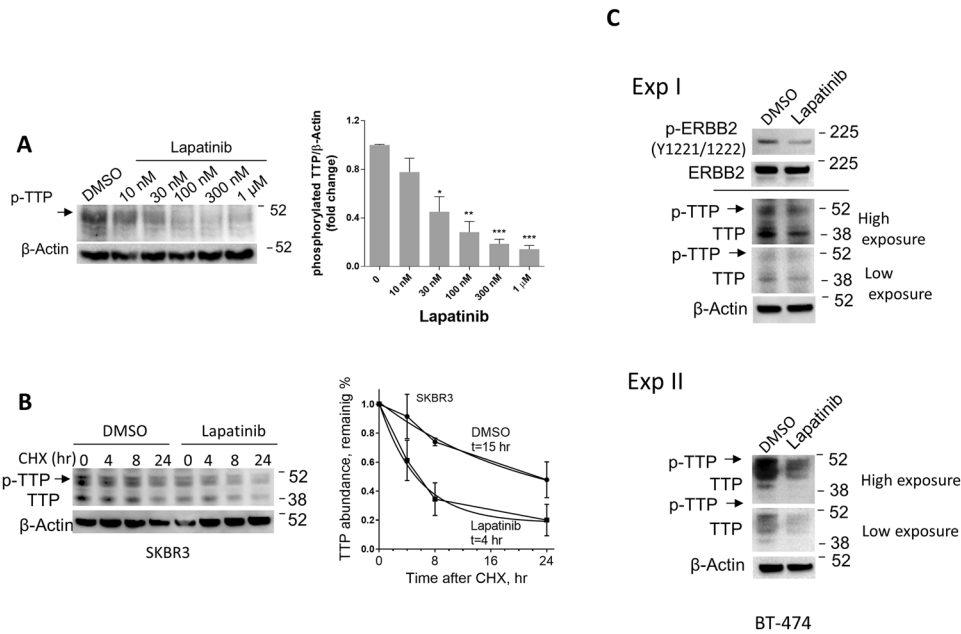 A
Lapatinib
DMSO
10 nM
30 nM
100 nM
300 nM
1 µM
p-TTP
52
β-Actin
52
phosphorylated TTP/β-Actin
(fold change)
1.2
0.8
0.4
0.0
*
**
***
***
0
10 nM
30 nM
100 nM
300 nM
1 µM
Lapatinib
B
DMSO
Lapatinib
CHX (hr) 0 4 8 24 0 4 8 24
p-TTP
52
TTP
38
β-Actin
52
SKBR3
TTP abundance, remainig %
1.0
0.8
0.6
0.4
0.2
0.0
SKBR3
DMSO
t=15 hr
Lapatinib
t=4 hr
0
8
16
24
Time after CHX, hr
C
Exp I
DMSO
Lapatinib
p-ERBB2
(Y1221/1222)
225
ERBB2
225
p-TTP
52
TTP
38
High
exposure
p-TTP
52
TTP
38
Low
exposure
β-Actin
52
Exp II
DMSO
Lapatinib
p-TTP
52
TTP
38
High exposure
p-TTP
52
TTP
38
Low exposure
β-Actin
52
BT-474